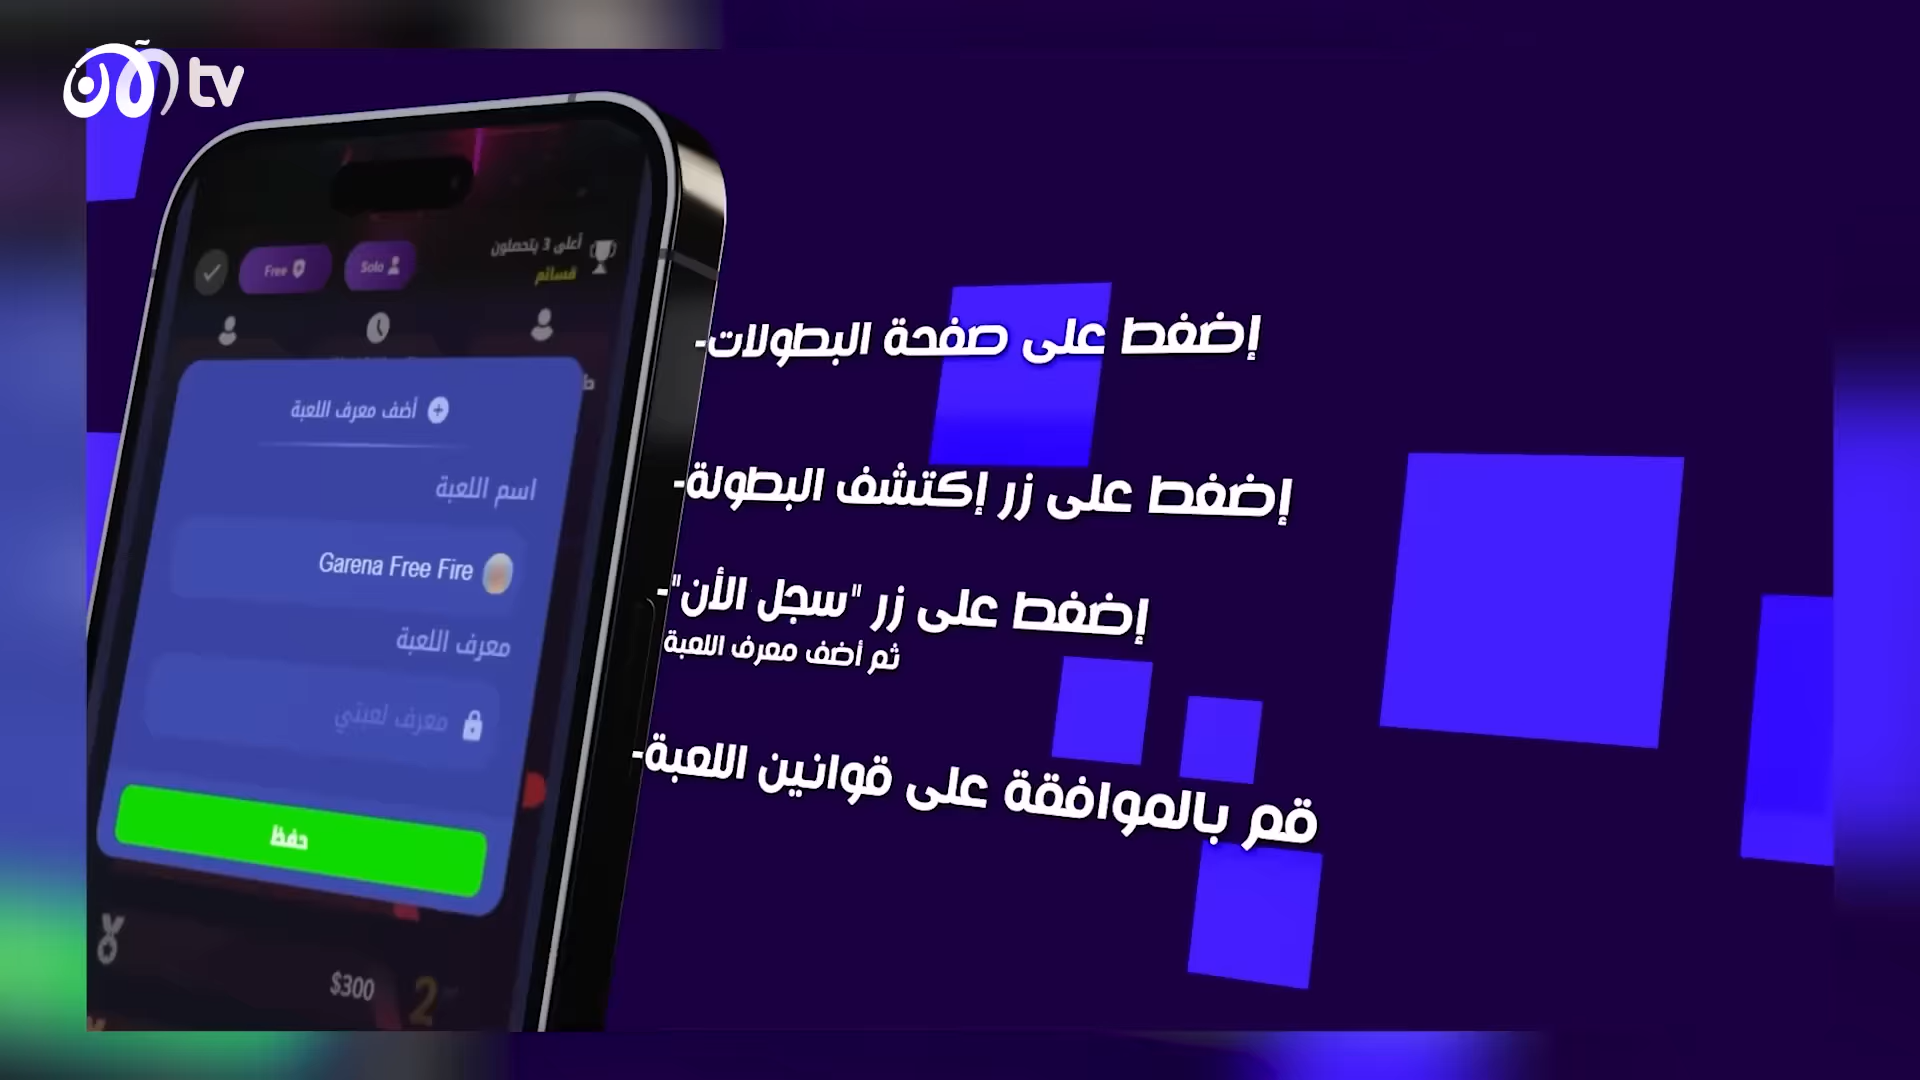 tv
أعلى 3 يتحصلون
قسائم
Solo
Free
أضف معرف اللعبة
اسم اللعبة
Garena Free Fire
معرف اللعبة
معرف لعبتي
حفظ
$300
2
إضغط على صفحة البطولات-
إضغط على زر إكتشف البطولة-
إضغط على زر "سجل الأن"-
ثم أضف معرف اللعبة
قم بالموافقة على قوانين اللعبة-